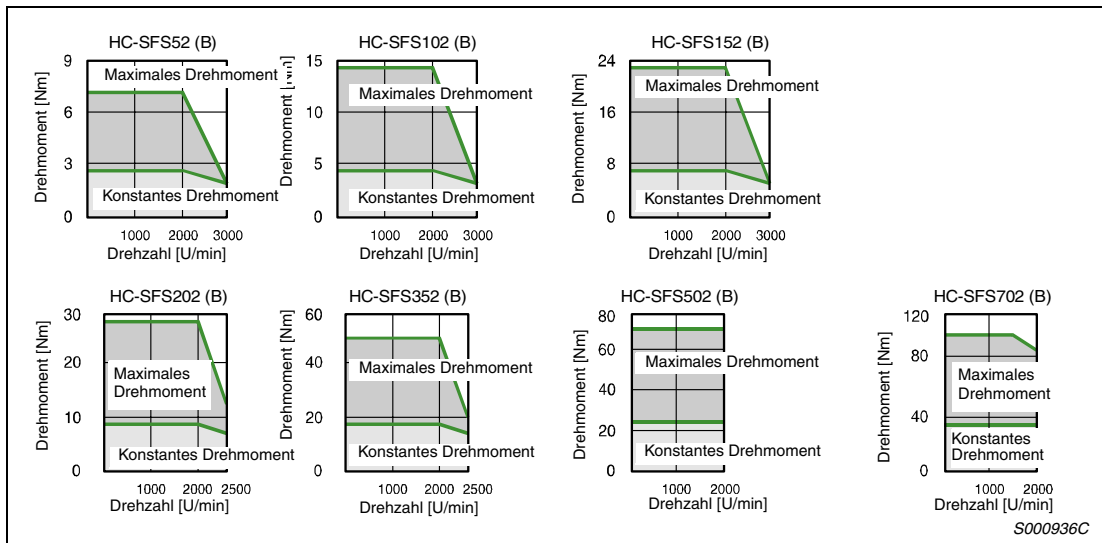 HC-SFS52 (B)
Drehmoment [Nm]
9
6
3
0
Maximales Drehmoment
Konstantes Drehmoment
1000 2000 3000
Drehzahl [U/min]
HC-SFS102 (B)
Drehmoment [Nm]
15
10
5
0
Maximales Drehmoment
Konstantes Drehmoment
1000 2000 3000
Drehzahl [U/min]
HC-SFS152 (B)
Drehmoment [Nm]
24
16
8
0
Maximales Drehmoment
Konstantes Drehmoment
1000 2000 3000
Drehzahl [U/min]
HC-SFS202 (B)
Drehmoment [Nm]
30
20
10
0
Maximales
Drehmoment
Konstantes Drehmoment
1000 2000 2500
Drehzahl [U/min]
HC-SFS352 (B)
Drehmoment [Nm]
60
40
20
0
Maximales Drehmoment
Konstantes Drehmoment
1000 2000 2500
Drehzahl [U/min]
HC-SFS502 (B)
Drehmoment [Nm]
80
60
40
20
0
Maximales Drehmoment
Konstantes Drehmoment
1000 2000
Drehzahl [U/min]
HC-SFS702 (B)
Drehmoment [Nm]
120
80
40
0
Maximales
Drehmoment
Konstantes
Drehmoment
1000 2000
Drehzahl [U/min]
S000936C